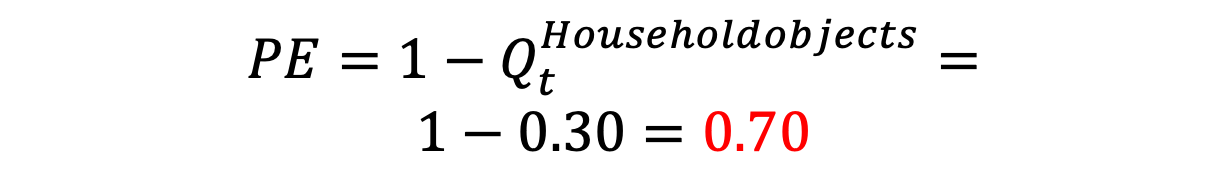 PE = 1 − Q_t^{Householdobjects} =
1 − 0.30 = 0.70